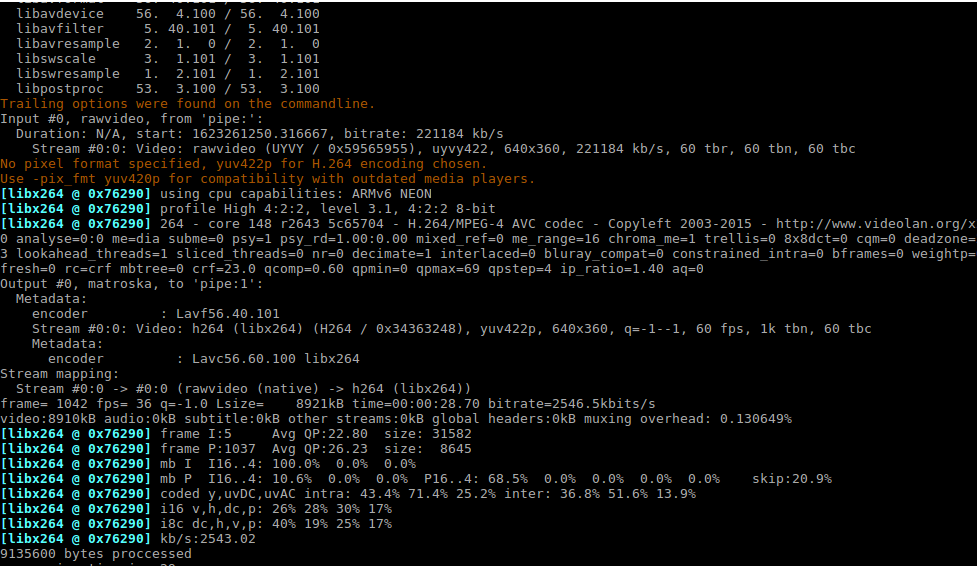 libavdevice 56. 4.100 / 56. 4.100
libavfilter 5. 40.101 / 5. 40.101
libavresample 2. 1. 0 / 2. 1. 0
libswscale 3. 1.101 / 3. 1.101
libswresample 1. 2.101 / 1. 2.101
libpostproc 53. 3.100 / 53. 3.100
Trailing options were found on the commandline.
Input #0, rawvideo, from 'pipe:':
Duration: N/A, start: 1623261250.316667, bitrate: 221184 kb/s
Stream #0:0: Video: rawvideo (UYVY / 0x59565955), uyvy422, 640x360, 221184 kb/s, 60 tbr, 60 tbn, 60 tbc
No pixel format specified, yuv422p for H.264 encoding chosen.
Use -pix_fmt yuv420p for compatibility with outdated media players.
[libx264 @ 0x76290] using cpu capabilities: ARMv6 NEON
[libx264 @ 0x76290] profile High 4:2:2, level 3.1, 4:2:2 8-bit
[libx264 @ 0x76290] 264 - core 148 r2643 5c65704 - H.264/MPEG-4 AVC codec - Copyleft 2003-2015 - http://www.videolan.org/x
0 analyse=0:0 me=dia subme=0 psy=1 psy_rd=1.00:0.00 mixed_ref=0 me_range=16 chroma_me=1 trellis=0 8x8dct=0 cqm=0 deadzone=
3 lookahead_threads=1 sliced_threads=0 nr=0 decimate=1 interlaced=0 bluray_compat=0 constrained_intra=0 bframes=0 weightp=
fresh=0 rc=crf mbtree=0 crf=23.0 qcomp=0.60 qpmin=0 qpmax=69 qpstep=4 ip_ratio=1.40 aq=0
Output #0, matroska, to 'pipe:1':
Metadata:
encoder : Lavf56.40.101
Stream #0:0: Video: h264 (libx264) (H264 / 0x34363248), yuv422p, 640x360, q=-1--1, 60 fps, 1k tbn, 60 tbc
Metadata:
encoder : Lavc56.60.100 libx264
Stream mapping:
Stream #0:0 -> #0:0 (rawvideo (native) -> h264 (libx264))
frame= 1042 fps= 36 q=-1.0 Lsize= 8921kB time=00:00:28.70 bitrate=2546.5kbits/s
video:8910kB audio:0kB subtitle:0kB other streams:0kB global headers:0kB muxing overhead: 0.130649%
[libx264 @ 0x76290] frame I:5 Avg QP:22.80 size: 31582
[libx264 @ 0x76290] frame P:1037 Avg QP:26.23 size: 8645
[libx264 @ 0x76290] mb I I16..4: 100.0% 0.0% 0.0%
[libx264 @ 0x76290] mb P I16..4: 10.6% 0.0% 0.0% P16..4: 68.5% 0.0% 0.0% 0.0% 0.0% skip:20.9%
[libx264 @ 0x76290] coded y,uvDC,uvAC intra: 43.4% 71.4% 25.2% inter: 36.8% 51.6% 13.9%
[libx264 @ 0x76290] i16 v,h,dc,p: 26% 28% 30% 17%
[libx264 @ 0x76290] i8c dc,h,v,p: 40% 19% 25% 17%
[libx264 @ 0x76290] kb/s:2543.02
9135600 bytes proccessed